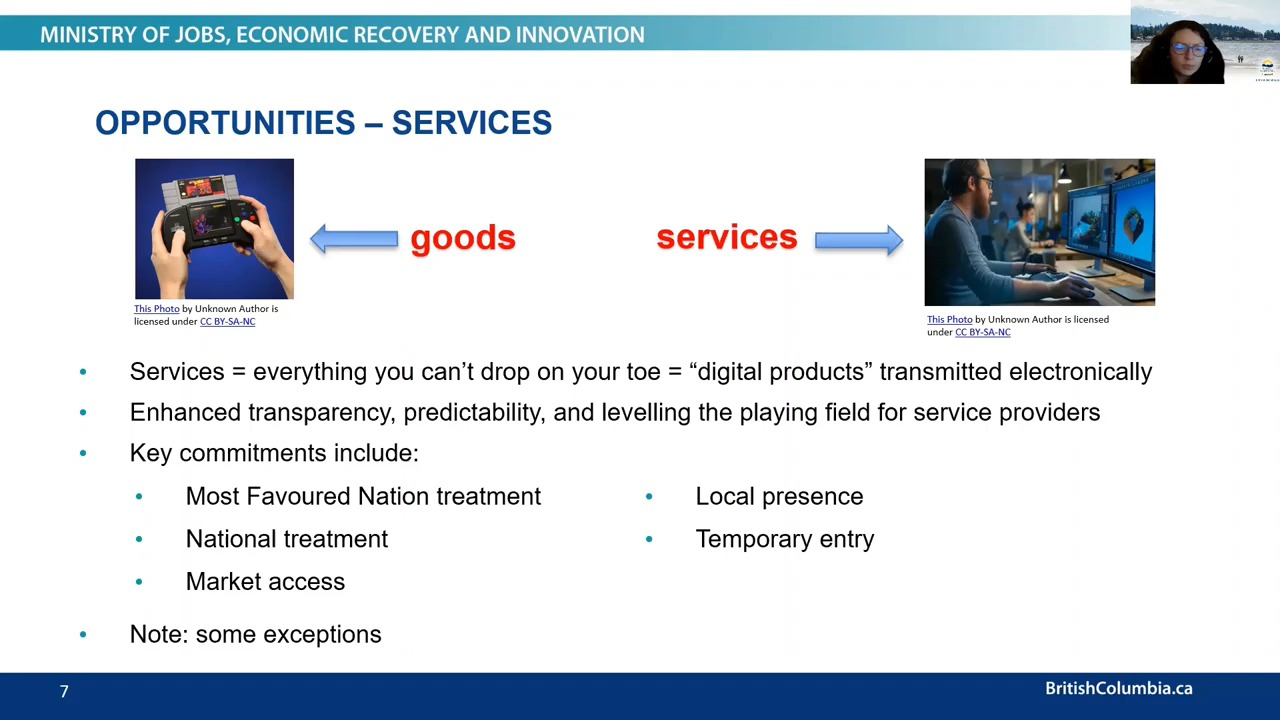 MINISTRY OF JOBS, ECONOMIC RECOVERY AND INNOVATION
OPPORTUNITIES – SERVICES
goods
services
This Photo by Unknown Author is
licensed under CC BY-SA-NC
This Photo by Unknown Author is licensed
under CC BY-SA-NC
• Services = everything you can’t drop on your toe = “digital products” transmitted electronically
• Enhanced transparency, predictability, and levelling the playing field for service providers
• Key commitments include:
• Most Favoured Nation treatment
• National treatment
• Market access
• Local presence
• Temporary entry
• Note: some exceptions
7
BritishColumbia.ca